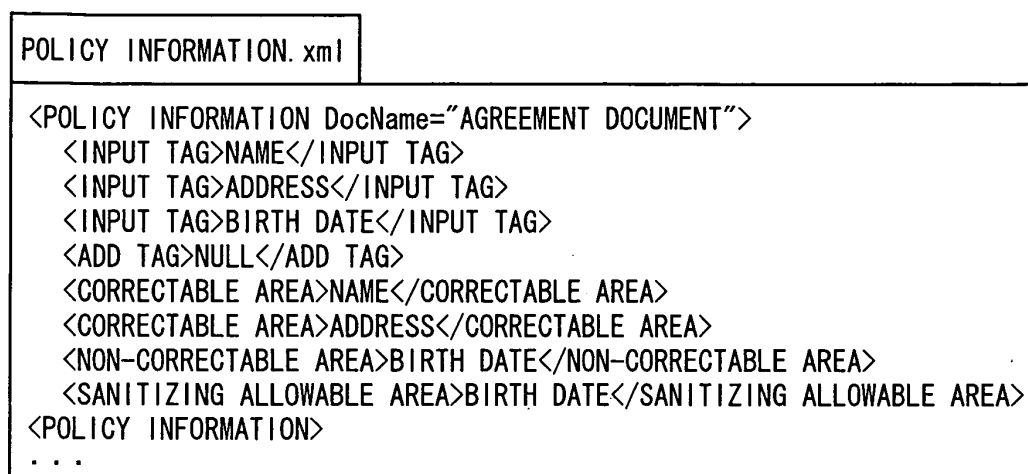 POLICY INFORMATION.xml
<POLICY INFORMATION DocName="AGREEMENT DOCUMENT">
<INPUT TAG>NAME</INPUT TAG>
<INPUT TAG>ADDRESS</INPUT TAG>
<INPUT TAG>BIRTH DATE</INPUT TAG>
<ADD TAG>NULL</ADD TAG>
<CORRECTABLE AREA>NAME</CORRECTABLE AREA>
<CORRECTABLE AREA>ADDRESS</CORRECTABLE AREA>
<NON-CORRECTABLE AREA>BIRTH DATE</NON-CORRECTABLE AREA>
<SANITIZING ALLOWABLE AREA>BIRTH DATE</SANITIZING ALLOWABLE AREA>
<POLICY INFORMATION>
...